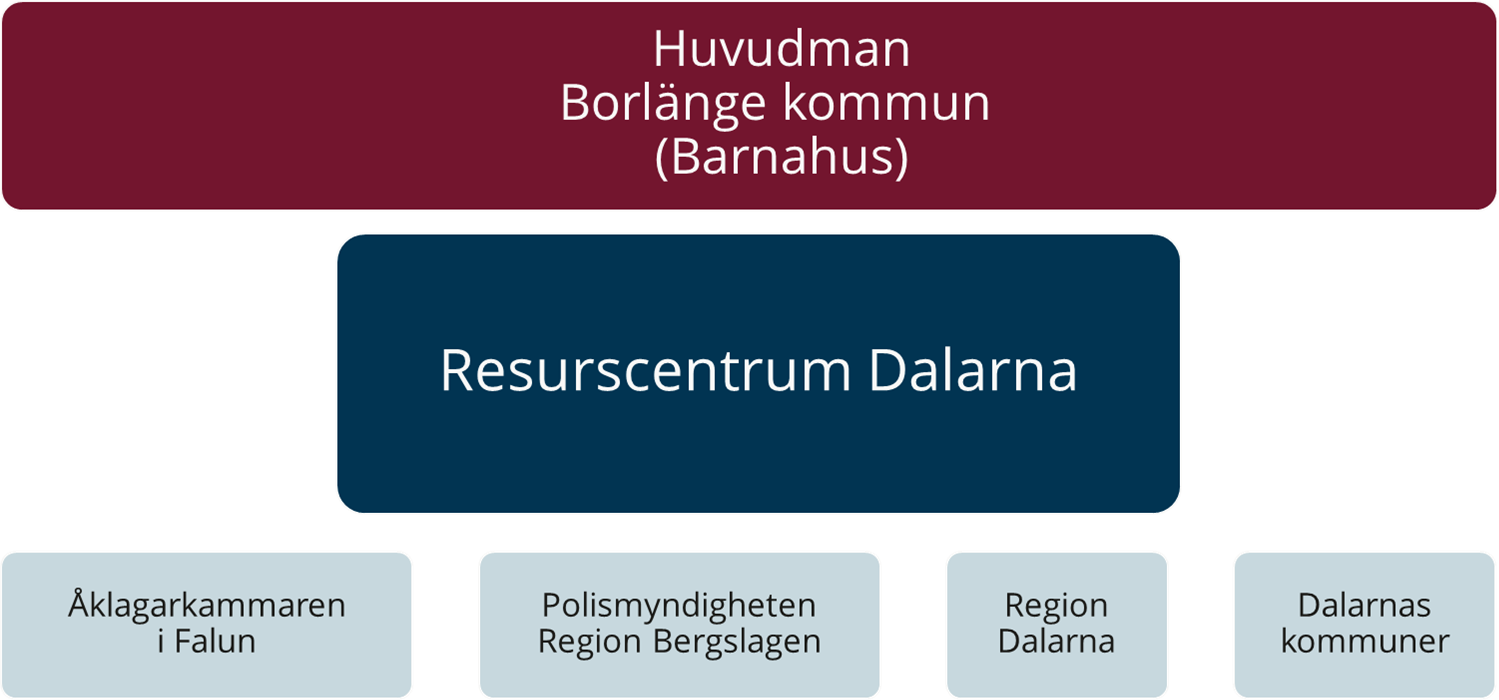 Huvudman
Borlänge kommun
(Barnahus)
Resurscentrum Dalarna
Åklagarkammaren
i Falun
Polismyndigheten
Region Bergslagen
Region
Dalarna
Dalarnas
kommuner